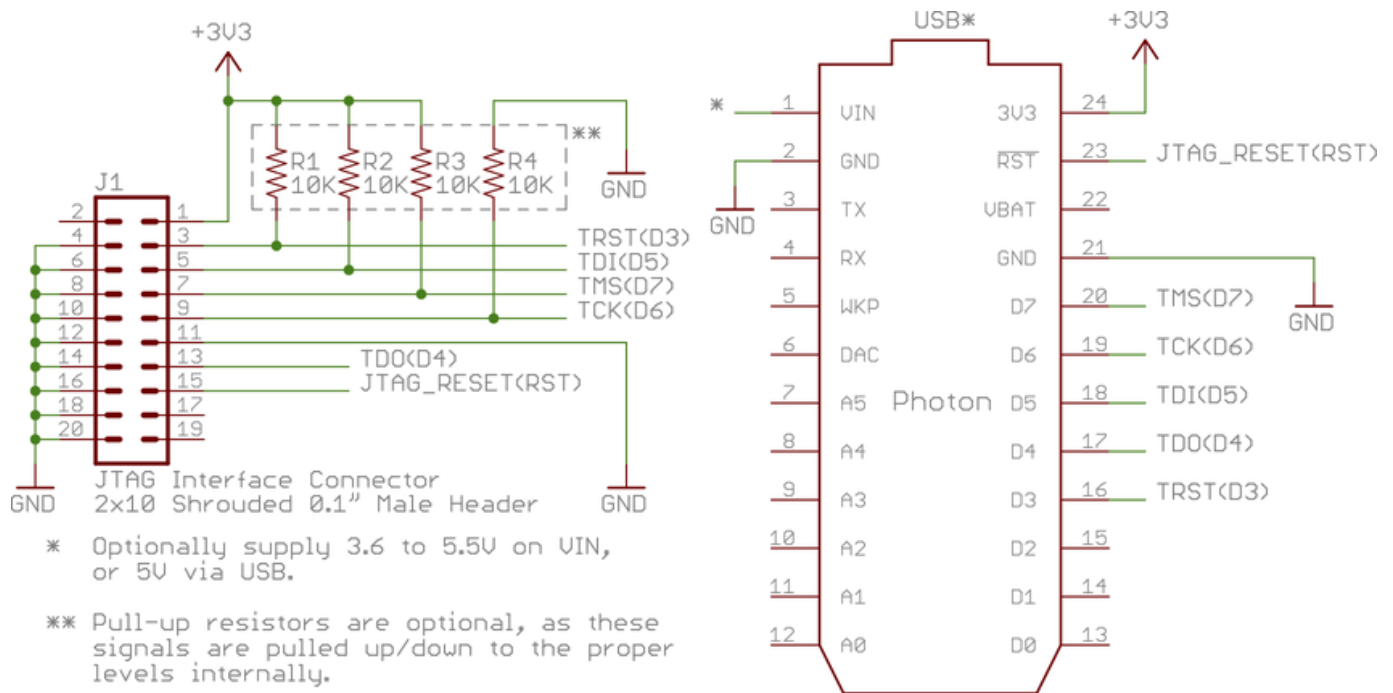 +3V3
**
R1
10K
R2
10K
R3
10K
R4
10K
GND
J1
2 1
4 3 TRST(D3)
6 5 TDI(D5)
8 7 TMS(D7)
10 9 TCK(D6)
12 11
14 13 TDO(D4)
16 15 JTAG_RESET(RST)
18 17
20 19
GND
JTAG Interface Connector
2x10 Shrouded 0.1" Male Header
GND
* Optionally supply 3.6 to 5.5V on VIN,
or 5V via USB.
** Pull-up resistors are optional, as these
signals are pulled up/down to the proper
levels internally.
USB*
+3V3
* 1 VIN 3V3 24
2 GND RST 23 JTAG_RESET(RST)
GND
3 TX VBAT 22
4 RX GND 21
GND
5 WKP D7 20 TMS(D7)
6 DAC D6 19 TCK(D6)
7 A5 Photon D5 18 TDI(D5)
8 A4 D4 17 TDO(D4)
9 A3 D3 16 TRST(D3)
10 A2 D2 15
11 A1 D1 14
12 A0 D0 13